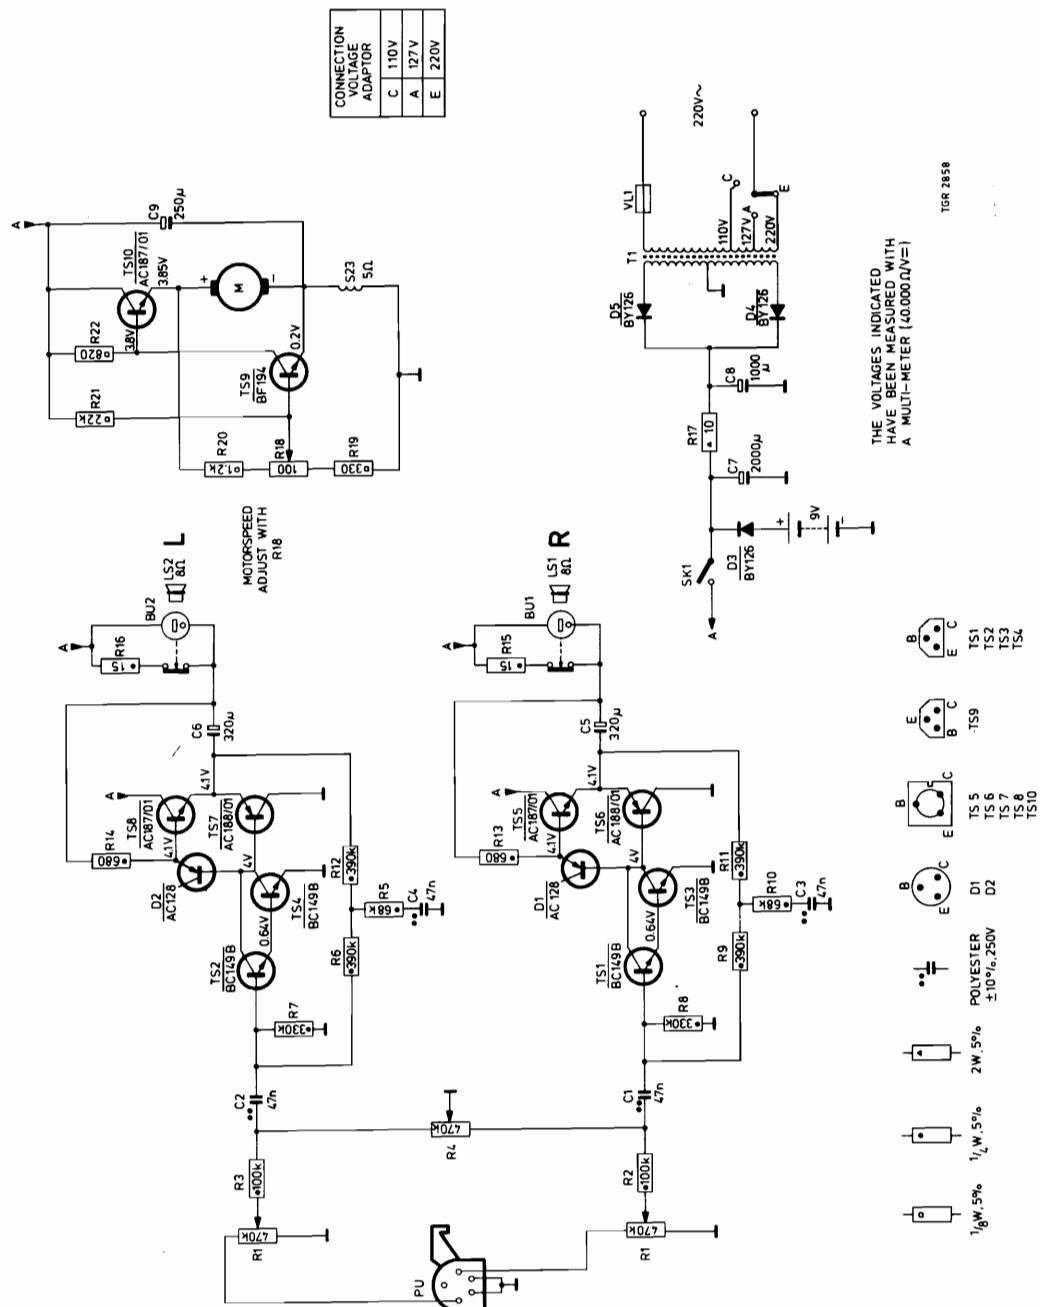 CONNECTION
VOLTAGE
ADAPTOR
C 110V
A 127V
E 220V
A
C9
250µ
TS10
AC187/01
3.85V
3.8V
R22
820
R21
22k
+
M
-
S23
5Ω
0.2V
TS9
BF194
R20
1.2k
R18
100
R19
330
MOTORSPEED
ADJUST WITH
R18
VL1
220V~
T1
110V
C
127V
A
220V
E
D5
BY126
D4
BY126
C8
1000
µ
R17
10
C7
2000µ
SK1
A
D3
BY126
+
9V
-
THE VOLTAGES INDICATED
HAVE BEEN MEASURED WITH
A MULTI-METER (40.000Ω/V=)
TGR 2858
A
R16
15
BU2
LS2
8Ω
L
C6
320µ
4.1V
A
TS8
AC187/01
TS7
AC188/01
R14
680
4.1V
D2
AC128
4V
TS4
BC149B
0.64V
TS2
BC149B
R12
390k
R5
68k
C4
47n
R6
390k
R7
330k
C2
47n
R3
100k
R1
470k
R4
470k
PU
A
R15
15
BU1
LS1
8Ω
R
C5
320µ
4.1V
A
TS5
AC187/01
TS6
AC188/01
R13
680
4.1V
D1
AC128
4V
TS3
BC149B
0.64V
TS1
BC149B
R11
390k
R10
68k
C3
47n
R9
390k
R8
330k
C1
47n
R2
100k
R1
470k
1/8W,5%
1/4W,5%
2W,5%
POLYESTER
±10%,250V
B
E C
D1
D2
B
E C
TS5
TS6
TS7
TS8
TS10
E
B C
TS9
B
E C
TS1
TS2
TS3
TS4